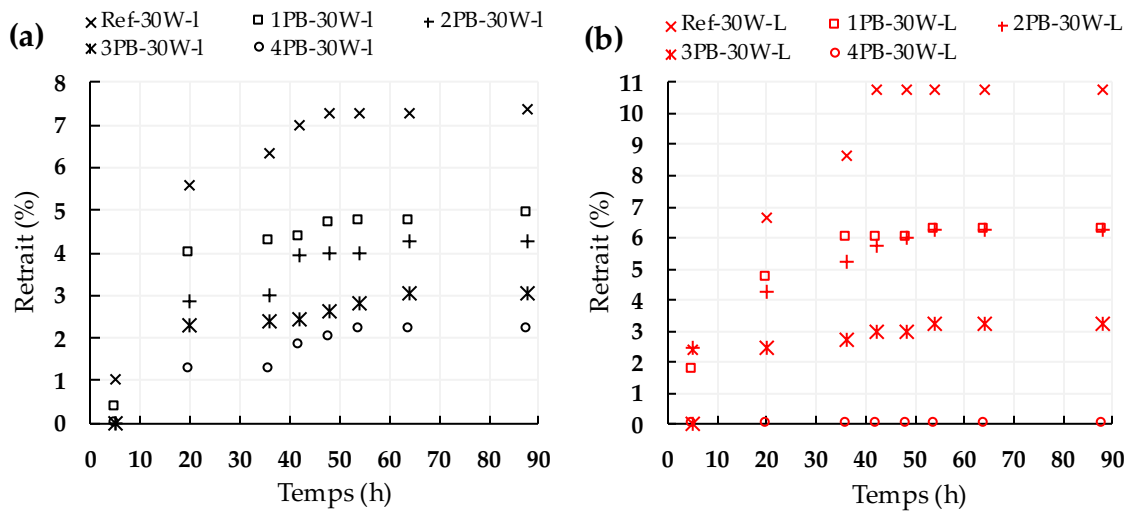 (a)
Ref-30W-l 1PB-30W-l 2PB-30W-l
3PB-30W-l 4PB-30W-l
Retrait (%)
8
7
6
5
4
3
2
1
0
0 10 20 30 40 50 60 70 80 90
Temps (h)
(b)
Ref-30W-L 1PB-30W-L 2PB-30W-L
3PB-30W-L 4PB-30W-L
Retrait (%)
11
10
9
8
7
6
5
4
3
2
1
0
0 10 20 30 40 50 60 70 80 90
Temps (h)